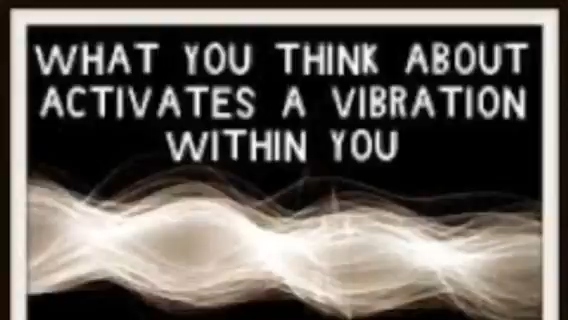 WHAT YOU THINK ABOUT
ACTIVATES A VIBRATION
WITHIN YOU